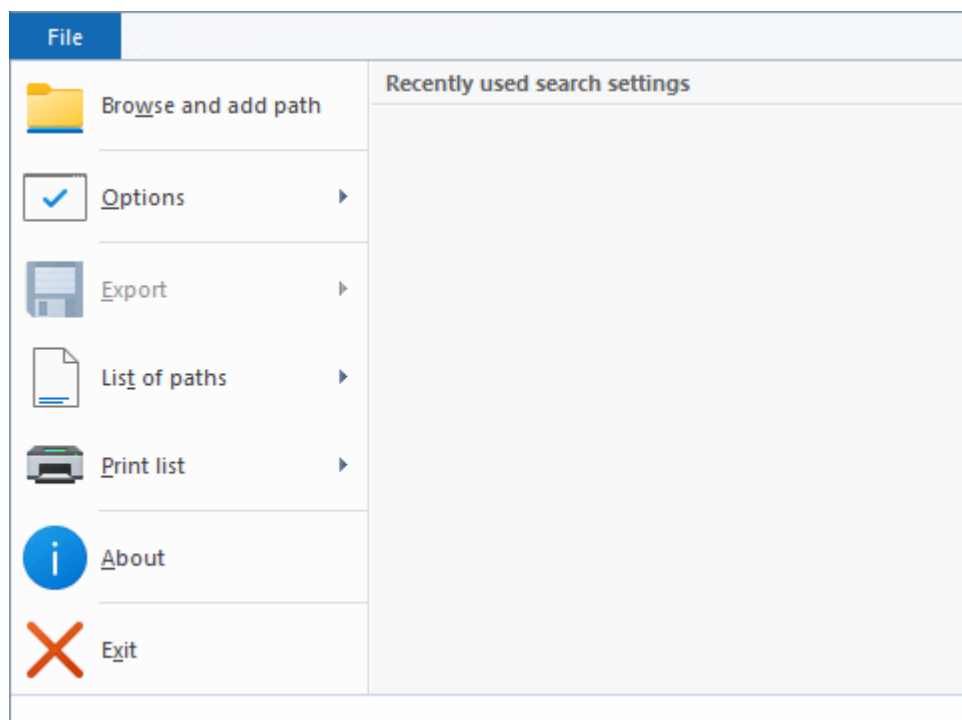 File
Recently used search settings
Browse and add path
Options
Export
List of paths
Print list
About
Exit